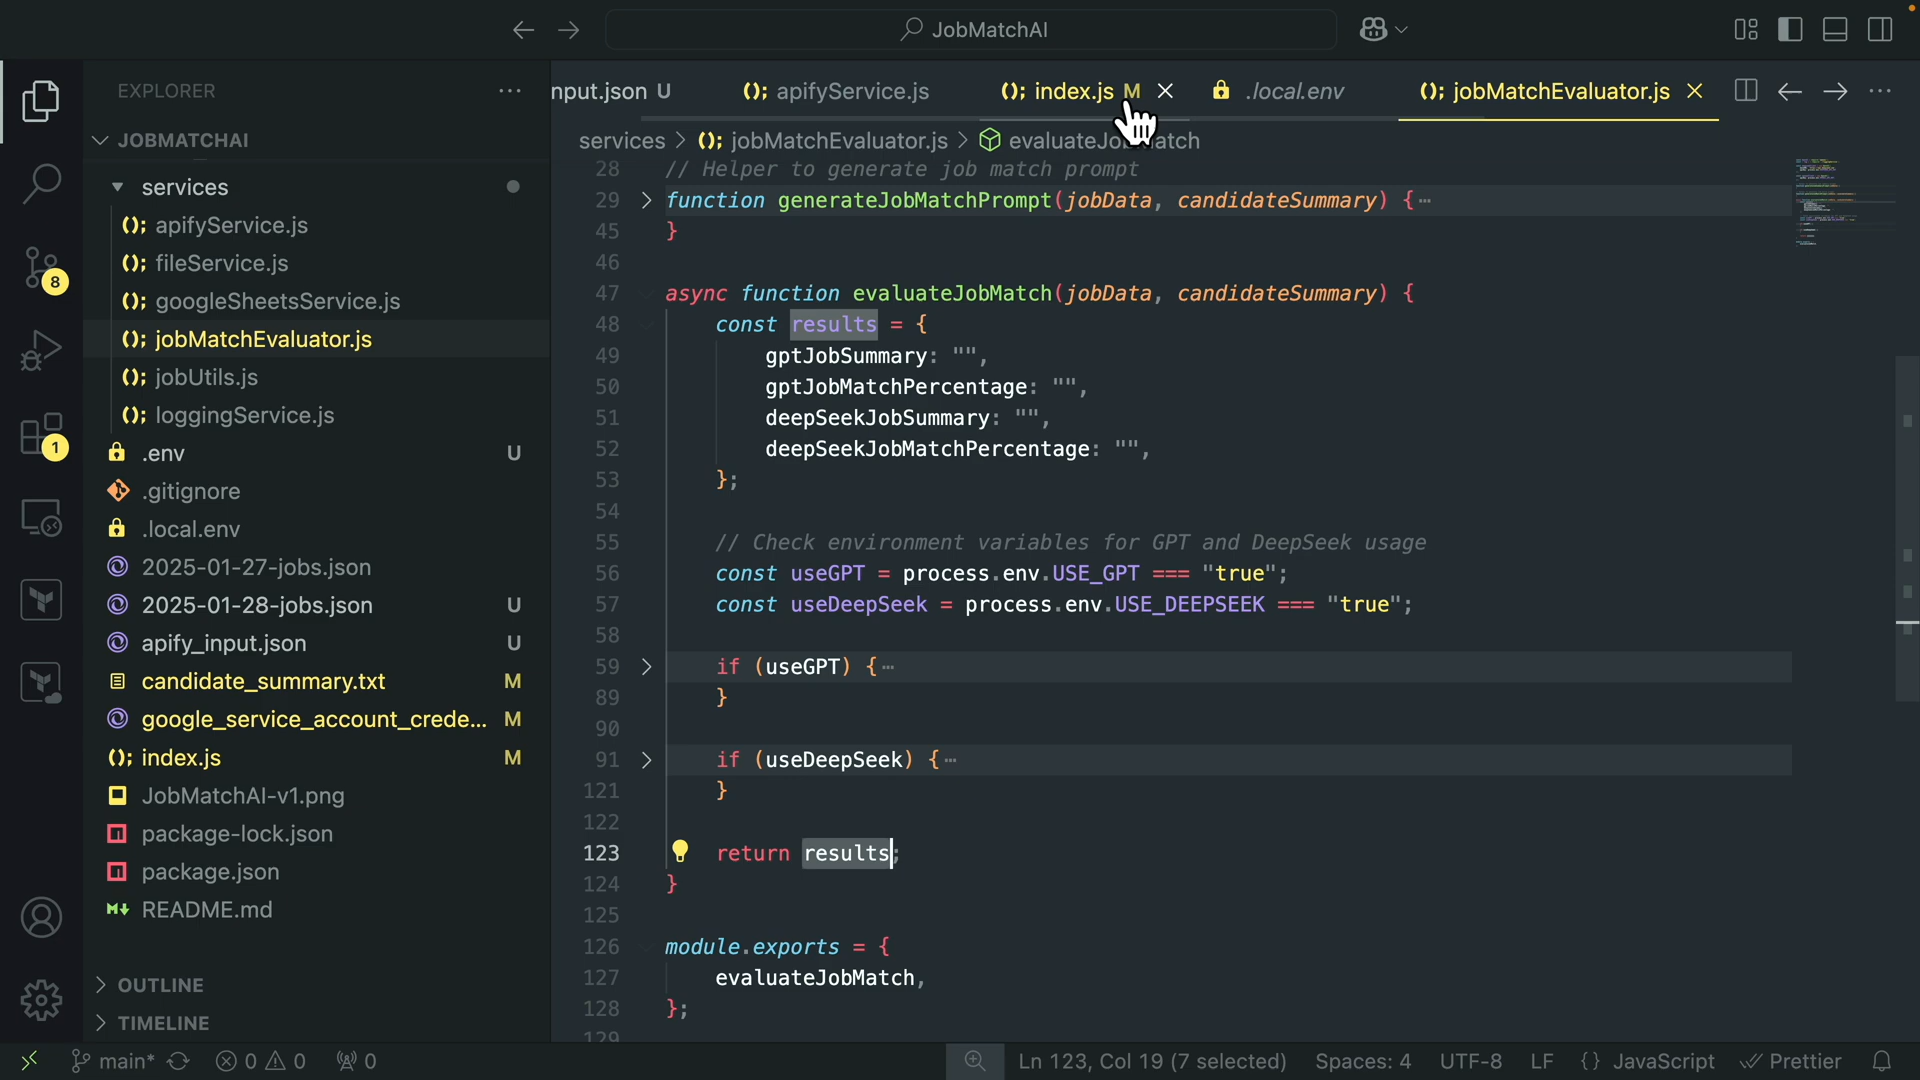 JobMatchAI
EXPLORER
JOBMATCHAI
services
apifyService.js
fileService.js
googleSheetsService.js
jobMatchEvaluator.js
jobUtils.js
loggingService.js
.env U
.gitignore
.local.env
2025-01-27-jobs.json
2025-01-28-jobs.json U
apify_input.json U
candidate_summary.txt M
google_service_account_crede... M
index.js M
JobMatchAI-v1.png
package-lock.json
package.json
README.md
OUTLINE
TIMELINE
8
1
nput.json U apifyService.js index.js M .local.env jobMatchEvaluator.js
services > jobMatchEvaluator.js > evaluateJobMatch
28 // Helper to generate job match prompt
29 function generateJobMatchPrompt(jobData, candidateSummary) {…
45 }
46
47 async function evaluateJobMatch(jobData, candidateSummary) {
48 const results = {
49 gptJobSummary: "",
50 gptJobMatchPercentage: "",
51 deepSeekJobSummary: "",
52 deepSeekJobMatchPercentage: "",
53 };
54
55 // Check environment variables for GPT and DeepSeek usage
56 const useGPT = process.env.USE_GPT === "true";
57 const useDeepSeek = process.env.USE_DEEPSEEK === "true";
58
59 if (useGPT) {…
89 }
90
91 if (useDeepSeek) {…
121 }
122
123 return results;
124 }
125
126 module.exports = {
127 evaluateJobMatch,
128 };
129
main* 0 0 0 Ln 123, Col 19 (7 selected) Spaces: 4 UTF-8 LF {} JavaScript Prettier